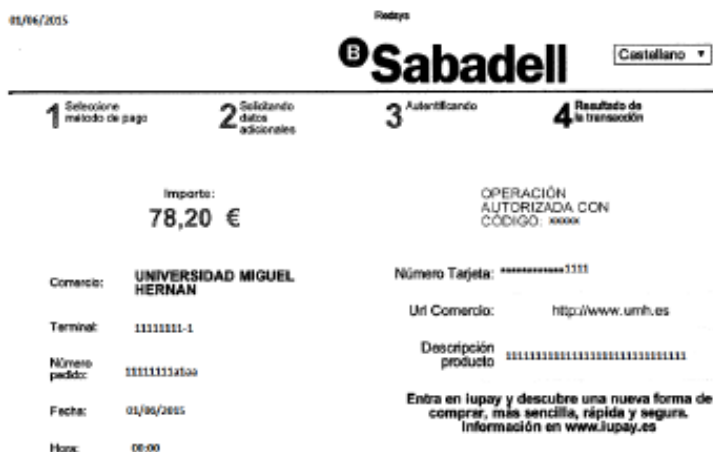 01/06/2015
Redsys
B Sabadell
Castellano
1 Seleccione método de pago
2 Solicitando datos adicionales
3 Autentificando
4 Resultado de la transacción
Importe:
78,20 €
OPERACIÓN
AUTORIZADA CON
CÓDIGO: xxxxx
Comercio: UNIVERSIDAD MIGUEL
HERNAN
Terminal: 11111111-1
Número
pedido:
Fecha: 01/06/2015
Hora: 00:00
Número Tarjeta: ************1111
Url Comercio: http://www.umh.es
Descripción
producto
Entra en iupay y descubre una nueva forma de
comprar, más sencilla, rápida y segura.
Información en www.iupay.es